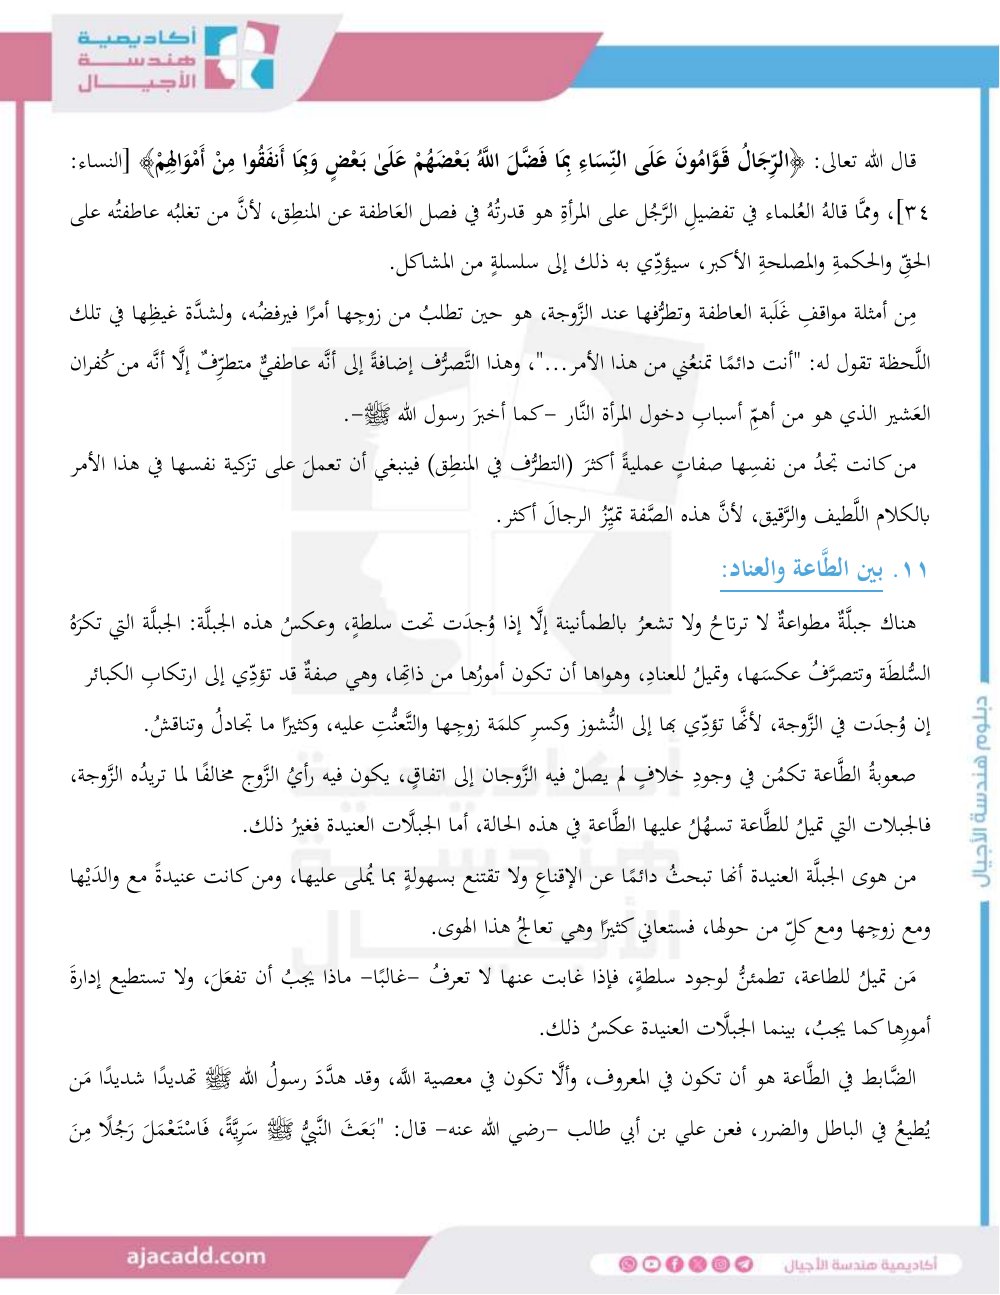 أكاديمية
هندسة
الأجيال
قال الله تعالى: ﴿الرِّجَالُ قَوَّامُونَ عَلَى النِّسَاءِ بِمَا فَضَّلَ اللَّهُ بَعْضَهُمْ عَلَىٰ بَعْضٍ وَبِمَا أَنفَقُوا مِنْ أَمْوَالِهِمْ﴾ [النساء:
٣٤]، وممَّا قالهُ العُلماء في تفضيلِ الرَّجُل على المرأةِ هو قدرتُهُ في فصل العَاطفة عن المنطِق، لأنَّ من تغلبُه عاطفتُه على
الحقِّ والحكمةِ والمصلحةِ الأكبر، سيؤدِّي به ذلك إلى سلسلةٍ من المشاكل.
مِن أمثلة مواقفِ غَلَبة العاطفة وتطرُّفها عند الزَّوجة، هو حين تطلبُ من زوجِها أمرًا فيرفضُه، ولشدَّة غيظِها في تلك
اللَّحظة تقول له: "أنت دائمًا تمنعُني من هذا الأمر..."، وهذا التَّصرُّف إضافةً إلى أنَّه عاطفيٌّ متطرِّفٌ إلَّا أنَّه من كُفران
العَشير الذي هو من أهمِّ أسبابِ دخول المرأة النَّار –كما أخبرَ رسول الله ﷺ–.
من كانت تجدُ من نفسِها صفاتٍ عمليةً أكثرَ (التطرُّف في المنطِق) فينبغي أن تعملَ على تزكية نفسها في هذا الأمر
بالكلام اللَّطيف والرَّقيق، لأنَّ هذه الصَّفة تميِّزُ الرجالَ أكثر.
١١. بين الطَّاعة والعناد:
هناك جبلَّةٌ مطواعةٌ لا ترتاحُ ولا تشعرُ بالطمأنينة إلَّا إذا وُجدَت تحت سلطةٍ، وعكسُ هذه الجبلَّة: الجبلَّة التي تكرَهُ
السُّلطَة وتتصرَّفُ عكسَها، وتميلُ للعنادِ، وهواها أن تكون أمورُها من ذاتِها، وهي صفةٌ قد تؤدِّي إلى ارتكابِ الكبائر
إن وُجدَت في الزَّوجة، لأنَّها تؤدِّي بها إلى النُّشوز وكسرِ كلمَة زوجِها والتَّعنُّتِ عليه، وكثيرًا ما تجادلُ وتناقشُ.
صعوبةُ الطَّاعة تكمُن في وجودِ خلافٍ لم يصلْ فيه الزَّوجان إلى اتفاقٍ، يكون فيه رأيُ الزَّوج مخالفًا لما تريدُه الزَّوجة،
فالجبلات التي تميلُ للطَّاعة تسهُلُ عليها الطَّاعة في هذه الحالة، أما الجبلَّات العنيدة فغيرُ ذلك.
من هوى الجبلَّة العنيدة أنها تبحثُ دائمًا عن الإقناعِ ولا تقتنع بسهولةٍ بما يُملى عليها، ومن كانت عنيدةً مع والدَيْها
ومع زوجِها ومع كلِّ من حولها، فستعاني كثيرًا وهي تعالجُ هذا الهوى.
مَن تميلُ للطاعة، تطمئنُّ لوجود سلطةٍ، فإذا غابت عنها لا تعرفُ –غالبًا– ماذا يجبُ أن تفعَلَ، ولا تستطيع إدارةَ
أمورِها كما يجبُ، بينما الجبلَّات العنيدة عكسُ ذلك.
الضَّابط في الطَّاعة هو أن تكون في المعروف، وألَّا تكون في معصية الله، وقد هدَّدَ رسولُ الله ﷺ تهديدًا شديدًا مَن
يُطيعُ في الباطل والضرر، فعن علي بن أبي طالب –رضي الله عنه– قال: "بَعَثَ النَّبِيُّ ﷺ سَرِيَّةً، فَاسْتَعْمَلَ رَجُلًا مِنَ
دبلوم هندسة الأجيال
أكاديمية هندسة الأجيال
ajacadd.com